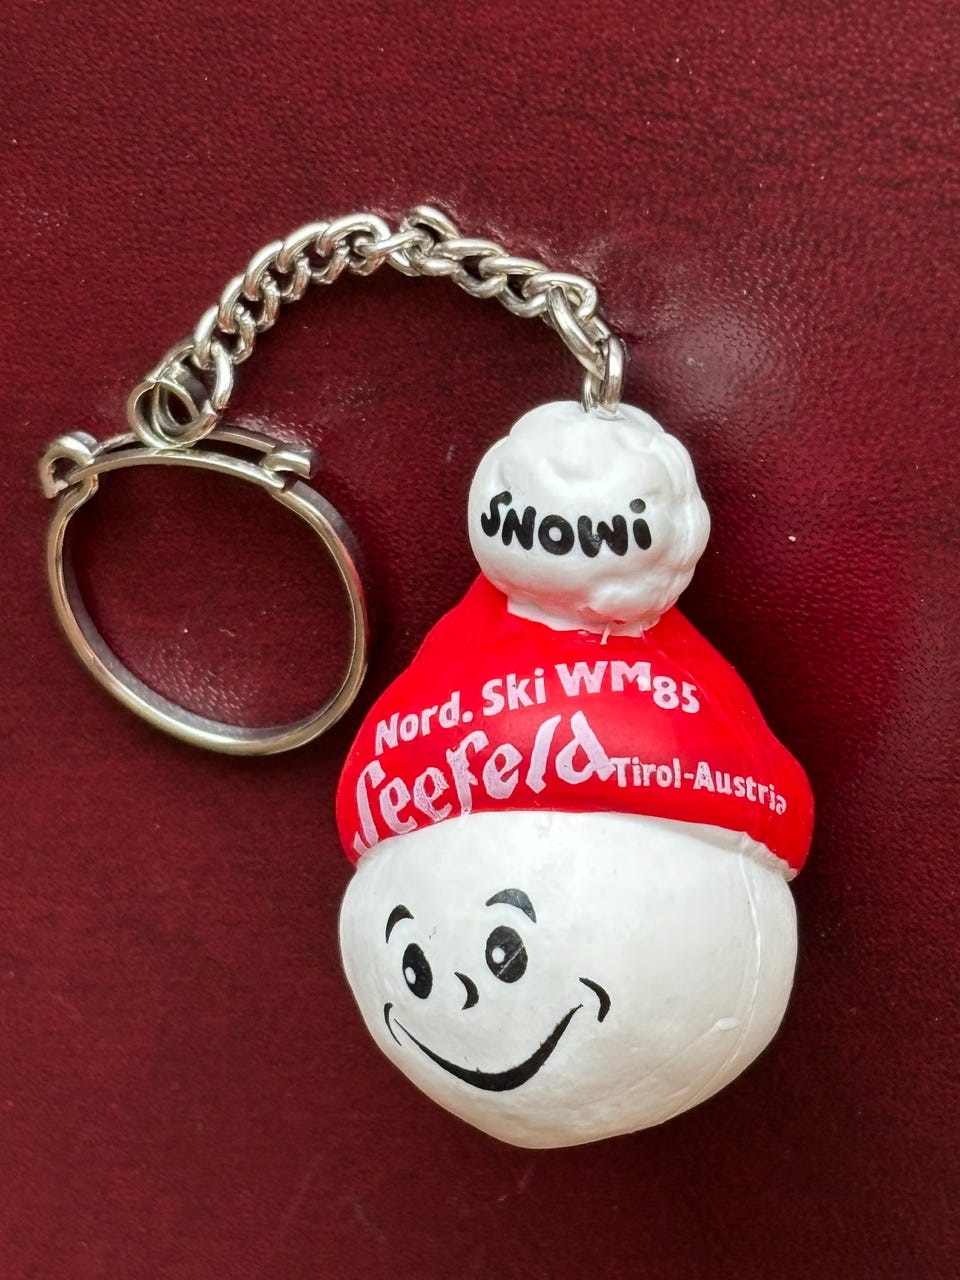 SNOWi
Nord. Ski WM85
Seefeld Tirol-Austria